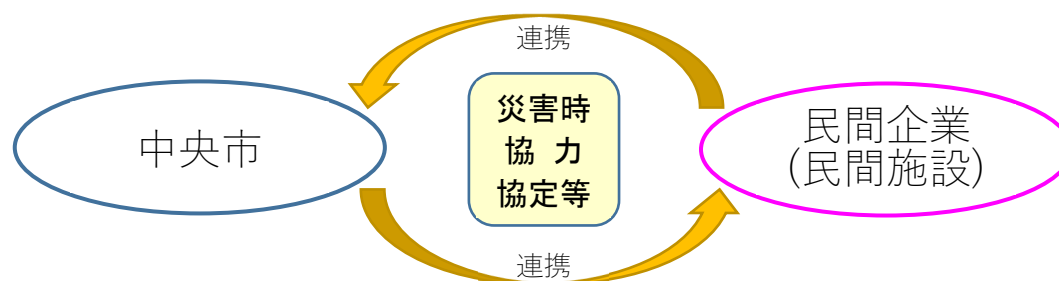 連携
中央市
災害時
協 力
協定等
民間企業
(民間施設)
連携